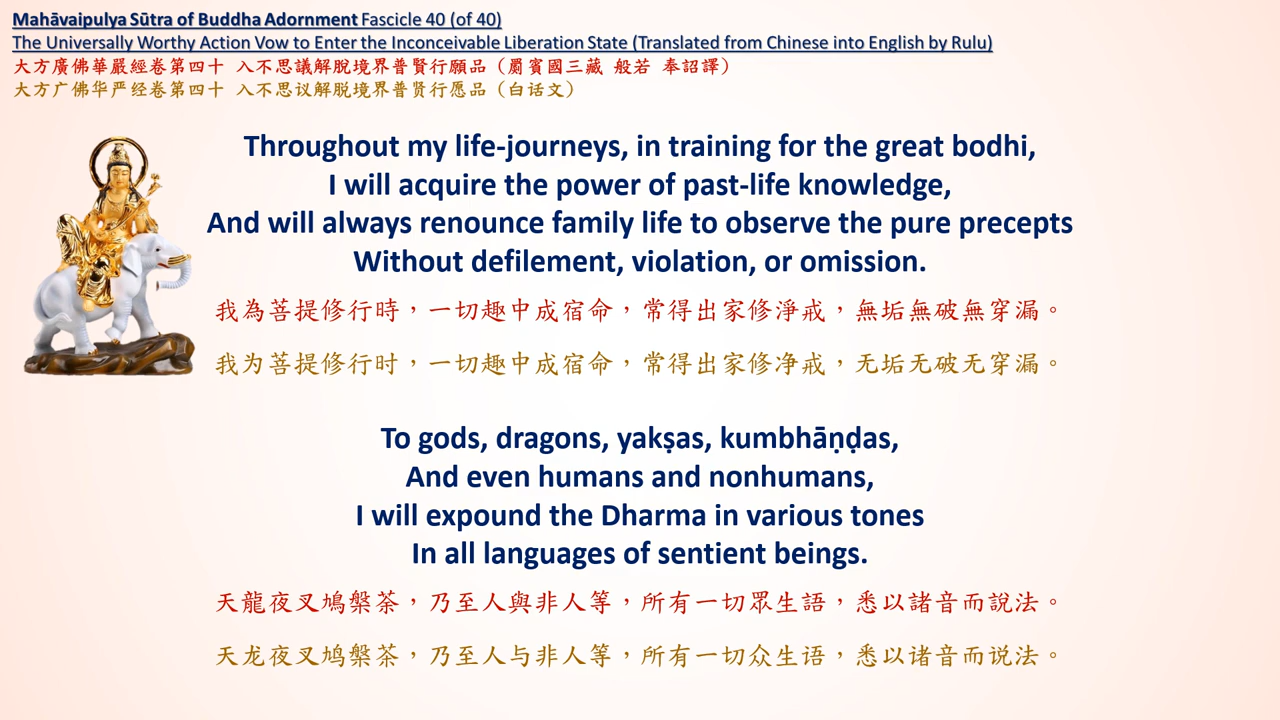 Mahāvaipulya Sūtra of Buddha Adornment Fascicle 40 (of 40)
The Universally Worthy Action Vow to Enter the Inconceivable Liberation State (Translated from Chinese into English by Rulu)
大方廣佛華嚴經卷第四十 入不思議解脫境界普賢行願品（罽賓國三藏 般若 奉詔譯）
大方广佛华严经卷第四十 入不思议解脱境界普贤行愿品（白话文）
Throughout my life-journeys, in training for the great bodhi,
I will acquire the power of past-life knowledge,
And will always renounce family life to observe the pure precepts
Without defilement, violation, or omission.
我為菩提修行時，一切趣中成宿命，常得出家修淨戒，無垢無破無穿漏。
我为菩提修行时，一切趣中成宿命，常得出家修净戒，无垢无破无穿漏。
To gods, dragons, yakṣas, kumbhāṇḍas,
And even humans and nonhumans,
I will expound the Dharma in various tones
In all languages of sentient beings.
天龍夜叉鳩槃茶，乃至人與非人等，所有一切眾生語，悉以諸音而說法。
天龙夜叉鸠槃茶，乃至人与非人等，所有一切众生语，悉以诸音而说法。